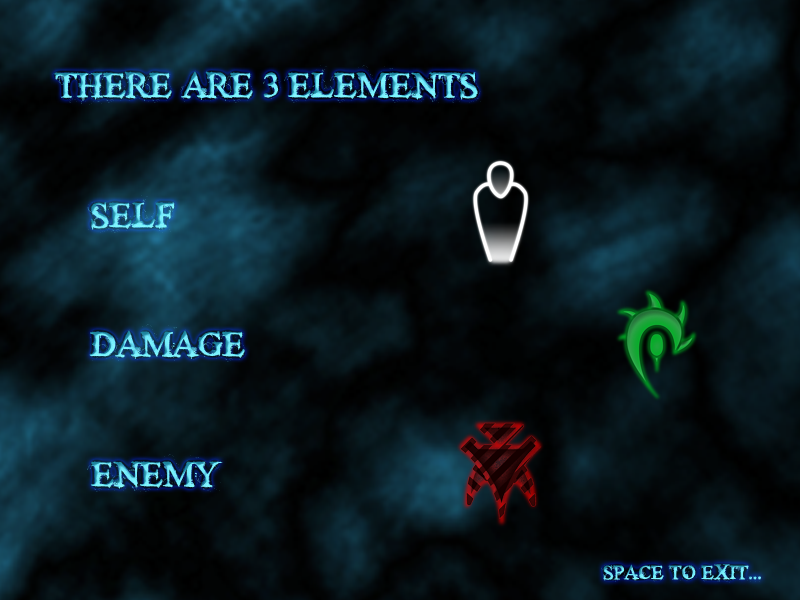 THERE ARE 3 ELEMENTS
SELF
DAMAGE
ENEMY
SPACE TO EXIT...